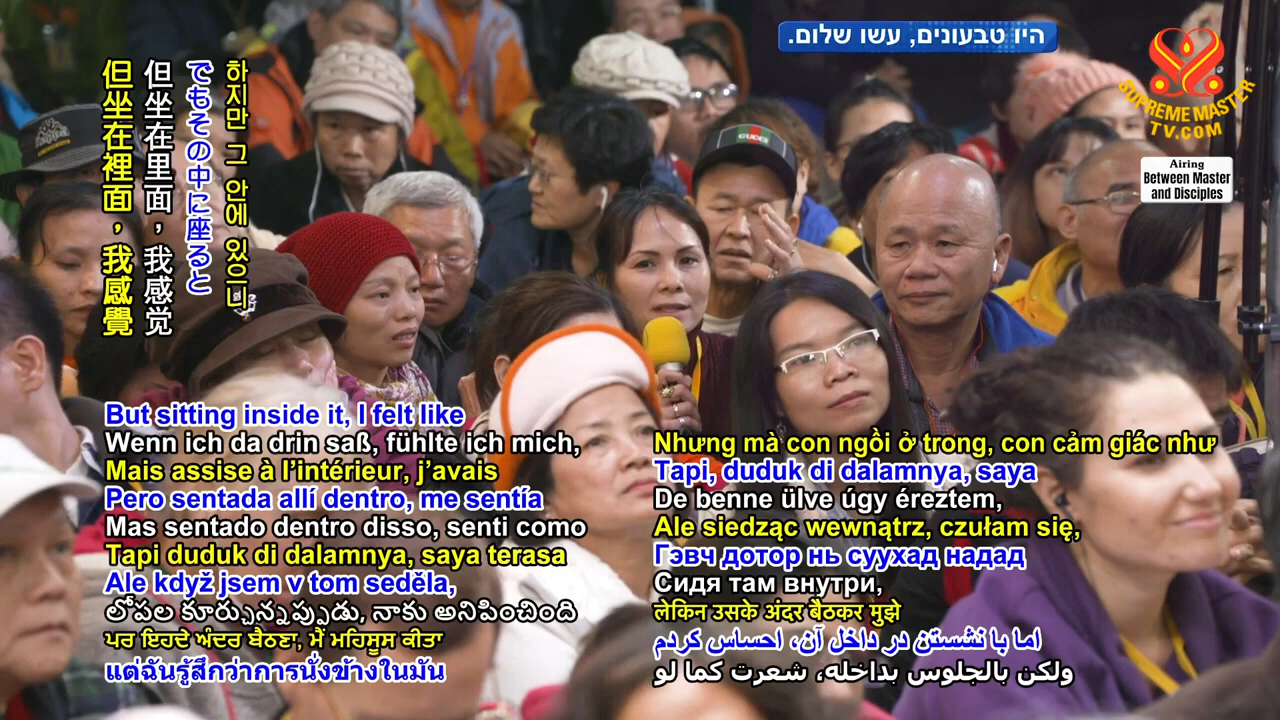 היו טבעונים, עשו שלום.
SUPREME MASTER
TV.COM
Airing
Between Master
and Disciples
GUCCI
但坐在裡面，我感覺
但坐在里面，我感觉
でもその中に座ると
하지만 그 안에 있으니
But sitting inside it, I felt like
Wenn ich da drin saß, fühlte ich mich,
Mais assise à l’intérieur, j’avais
Pero sentada allí dentro, me sentía
Mas sentado dentro disso, senti como
Tapi duduk di dalamnya, saya terasa
Ale když jsem v tom seděla,
లోపల కూర్చున్నప్పుడు, నాకు అనిపించింది
ਪਰ ਇਹਦੇ ਅੰਦਰ ਬੈਠਣਾ, ਮੈਂ ਮਹਿਸੂਸ ਕੀਤਾ
แต่ฉันรู้สึกว่าการนั่งข้างในมัน
Nhưng mà con ngồi ở trong, con cảm giác như
Tapi, duduk di dalamnya, saya
De benne ülve úgy éreztem,
Ale siedząc wewnątrz, czułam się,
Гэвч дотор нь суухад надад
Сидя там внутри,
लेकिन उसके अंदर बैठकर मुझे
اما با نشستن در داخل آن، احساس کردم
ولكن بالجلوس بداخله، شعرت كما لو